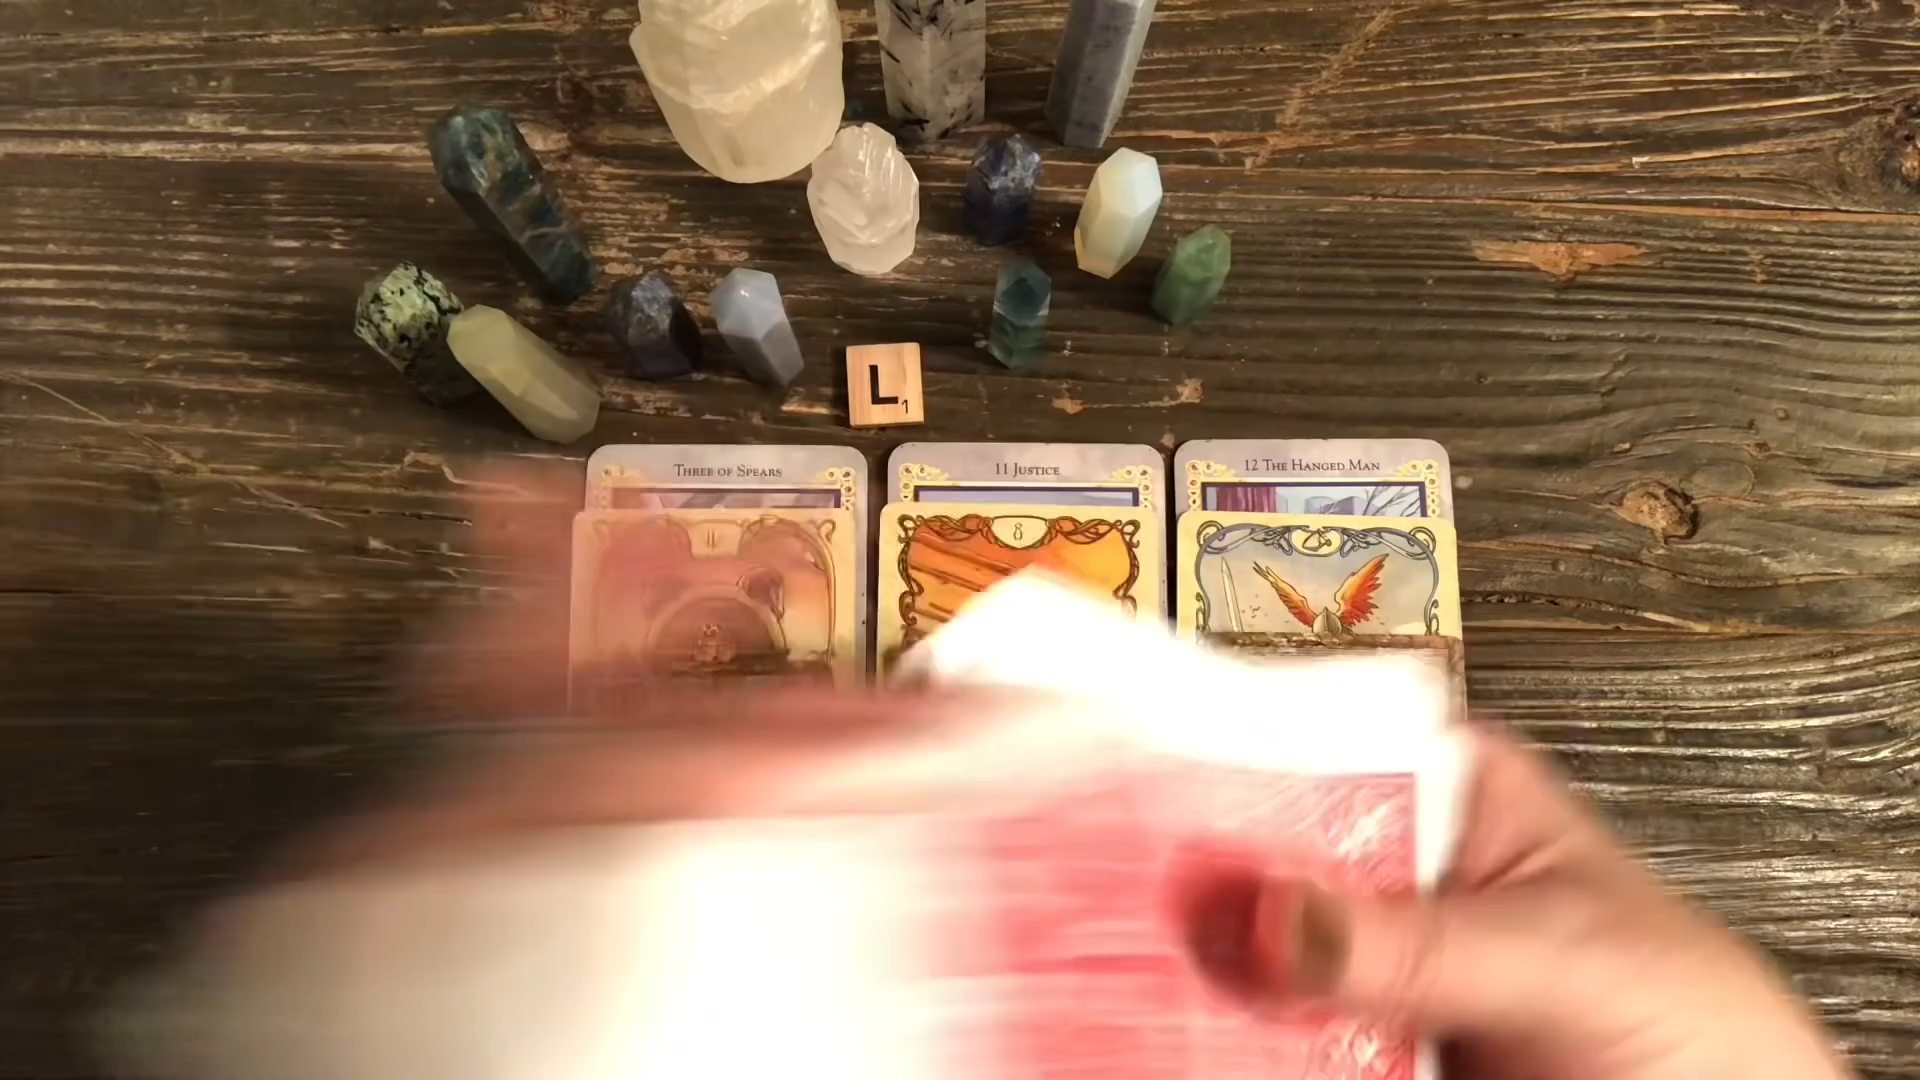 L1
THREE OF SPEARS
11 JUSTICE
12 THE HANGED MAN